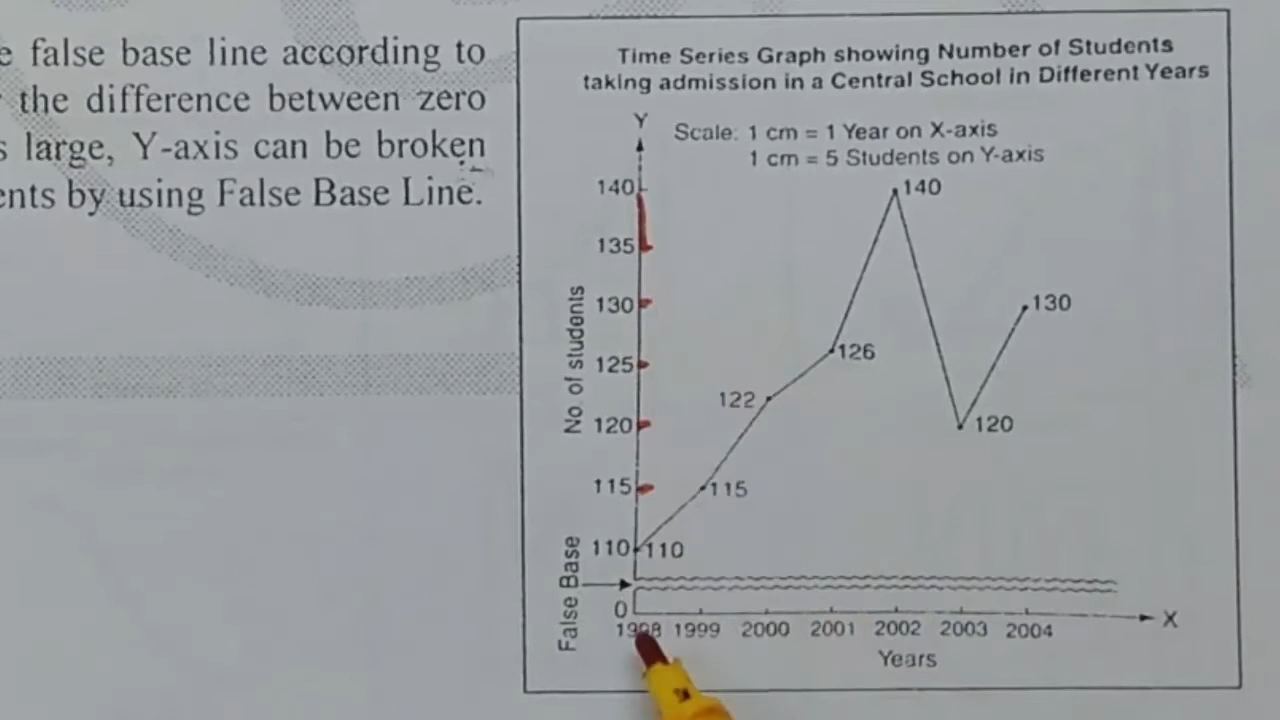 e false base line according to
the difference between zero
s large, Y-axis can be broken
ents by using False Base Line.
Time Series Graph showing Number of Students
taking admission in a Central School in Different Years
Y
Scale: 1 cm = 1 Year on X-axis
1 cm = 5 Students on Y-axis
140
140
135
130
130
125
126
122
120
120
115
115
110
110
No. of students
False Base
0
X
1998 1999 2000 2001 2002 2003 2004
Years